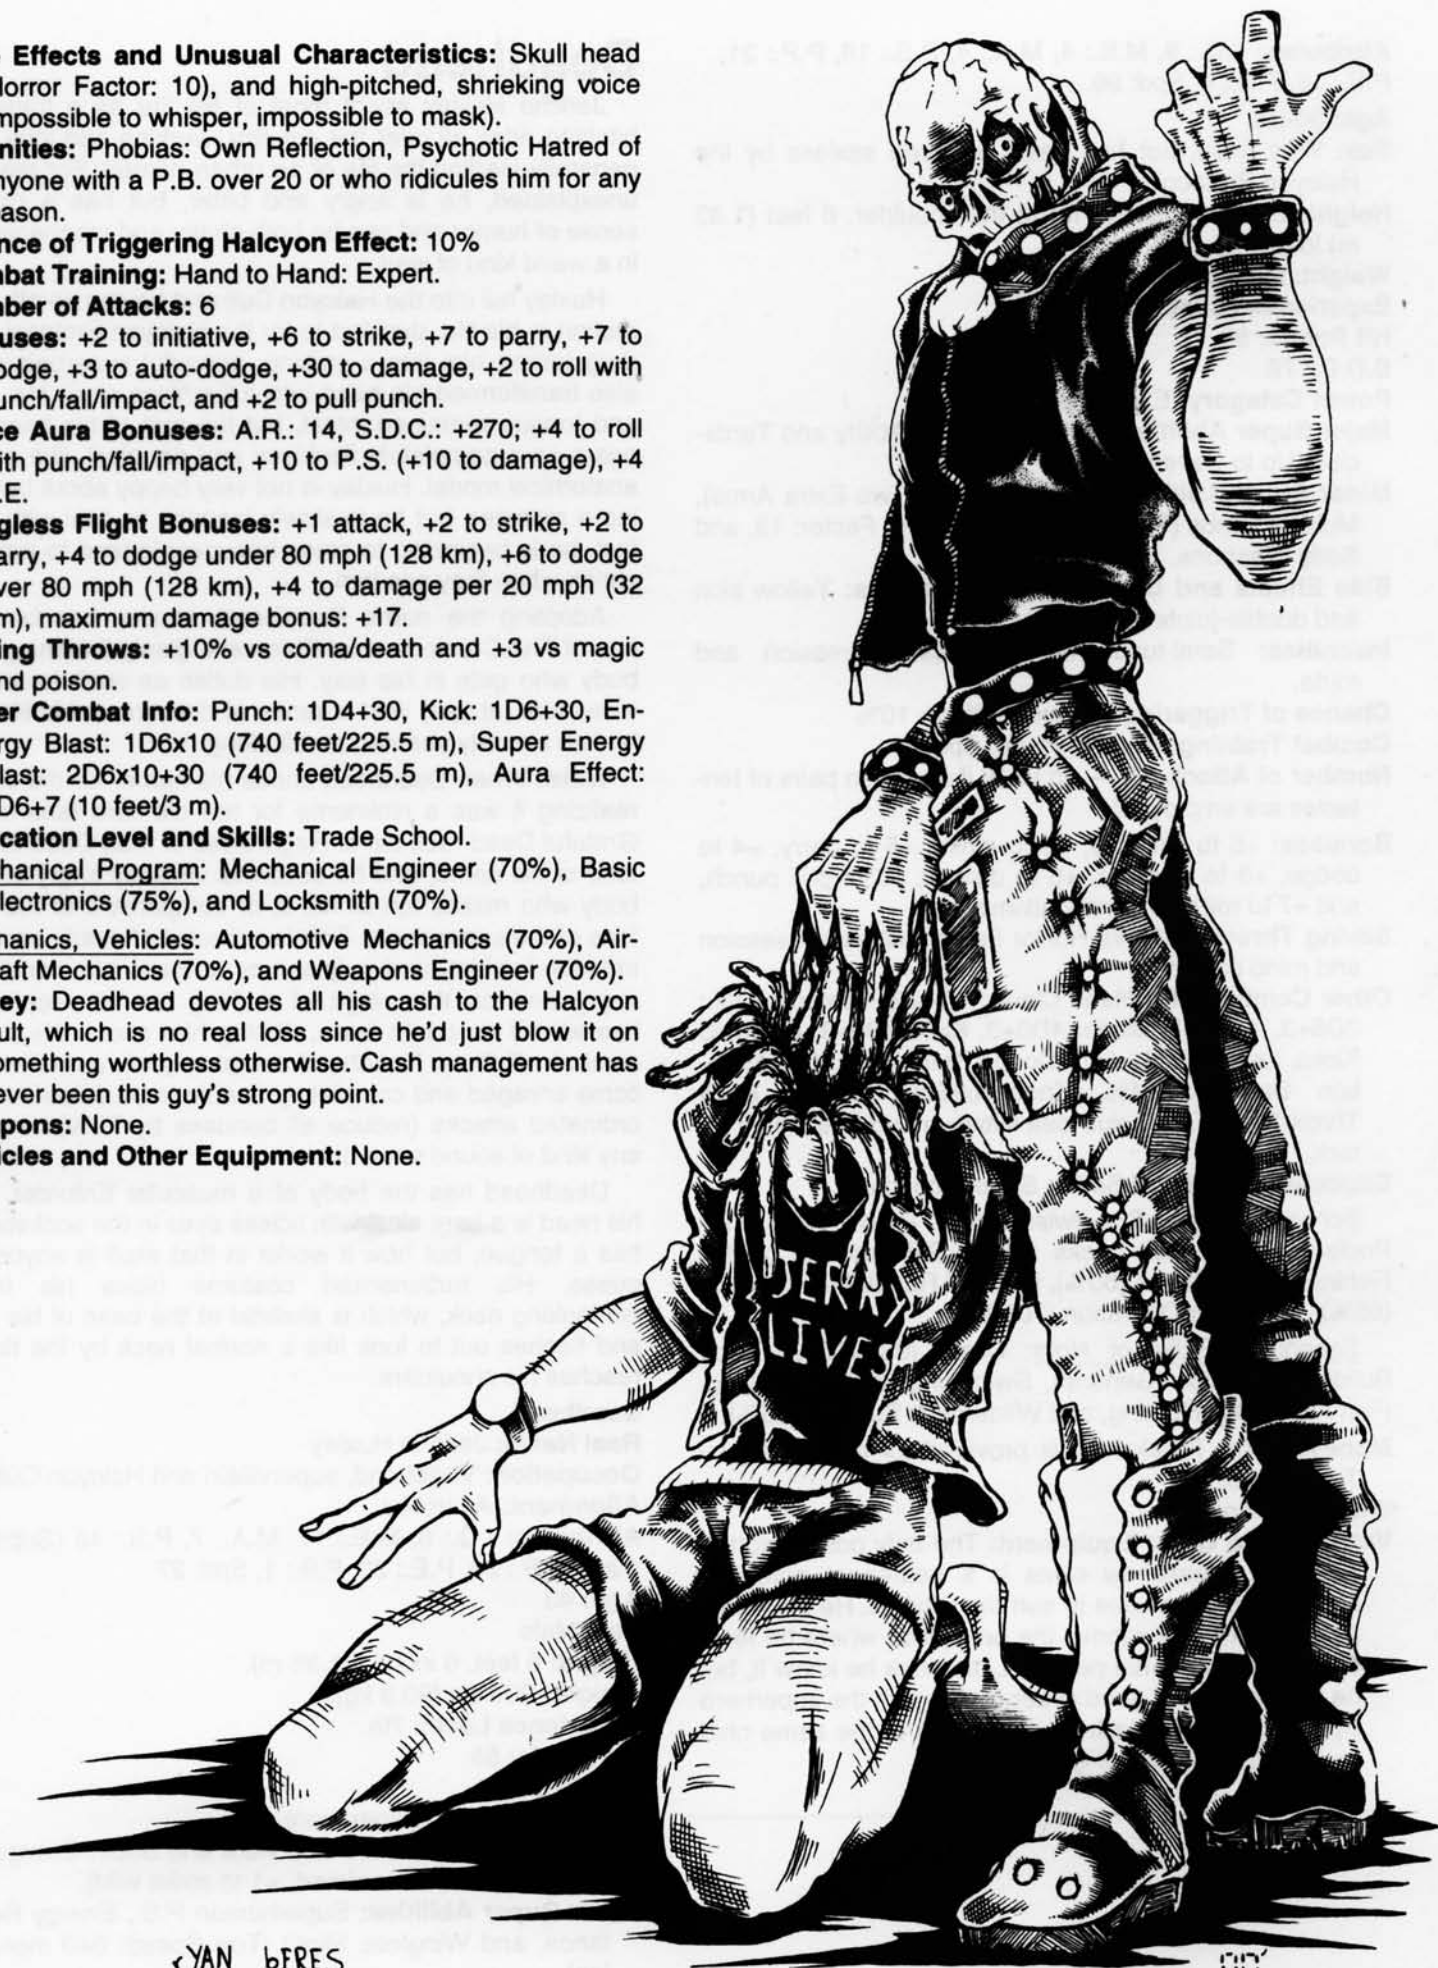 Effects and Unusual Characteristics: Skull head
Horror Factor: 10), and high-pitched, shrieking voice
impossible to whisper, impossible to mask).
nities: Phobias: Own Reflection, Psychotic Hatred of
nyone with a P.B. over 20 or who ridicules him for any
eason.
nce of Triggering Halcyon Effect: 10%
mbat Training: Hand to Hand: Expert.
mber of Attacks: 6
uses: +2 to initiative, +6 to strike, +7 to parry, +7 to
odge, +3 to auto-dodge, +30 to damage, +2 to roll with
unch/fall/impact, and +2 to pull punch.
ce Aura Bonuses: A.R.: 14, S.D.C.: +270; +4 to roll
ith punch/fall/impact, +10 to P.S. (+10 to damage), +4
.E.
gless Flight Bonuses: +1 attack, +2 to strike, +2 to
arry, +4 to dodge under 80 mph (128 km), +6 to dodge
ver 80 mph (128 km), +4 to damage per 20 mph (32
m), maximum damage bonus: +17.
ing Throws: +10% vs coma/death and +3 vs magic
nd poison.
er Combat Info: Punch: 1D4+30, Kick: 1D6+30, En-
rgy Blast: 1D6x10 (740 feet/225.5 m), Super Energy
last: 2D6x10+30 (740 feet/225.5 m), Aura Effect:
D6+7 (10 feet/3 m).
cation Level and Skills: Trade School.
chanical Program: Mechanical Engineer (70%), Basic
lectronics (75%), and Locksmith (70%).
hanics, Vehicles: Automotive Mechanics (70%), Air-
raft Mechanics (70%), and Weapons Engineer (70%).
ey: Deadhead devotes all his cash to the Halcyon
ult, which is no real loss since he'd just blow it on
omething worthless otherwise. Cash management has
ever been this guy's strong point.
pons: None.
icles and Other Equipment: None.
JERR
LIVES
RYAN BERES